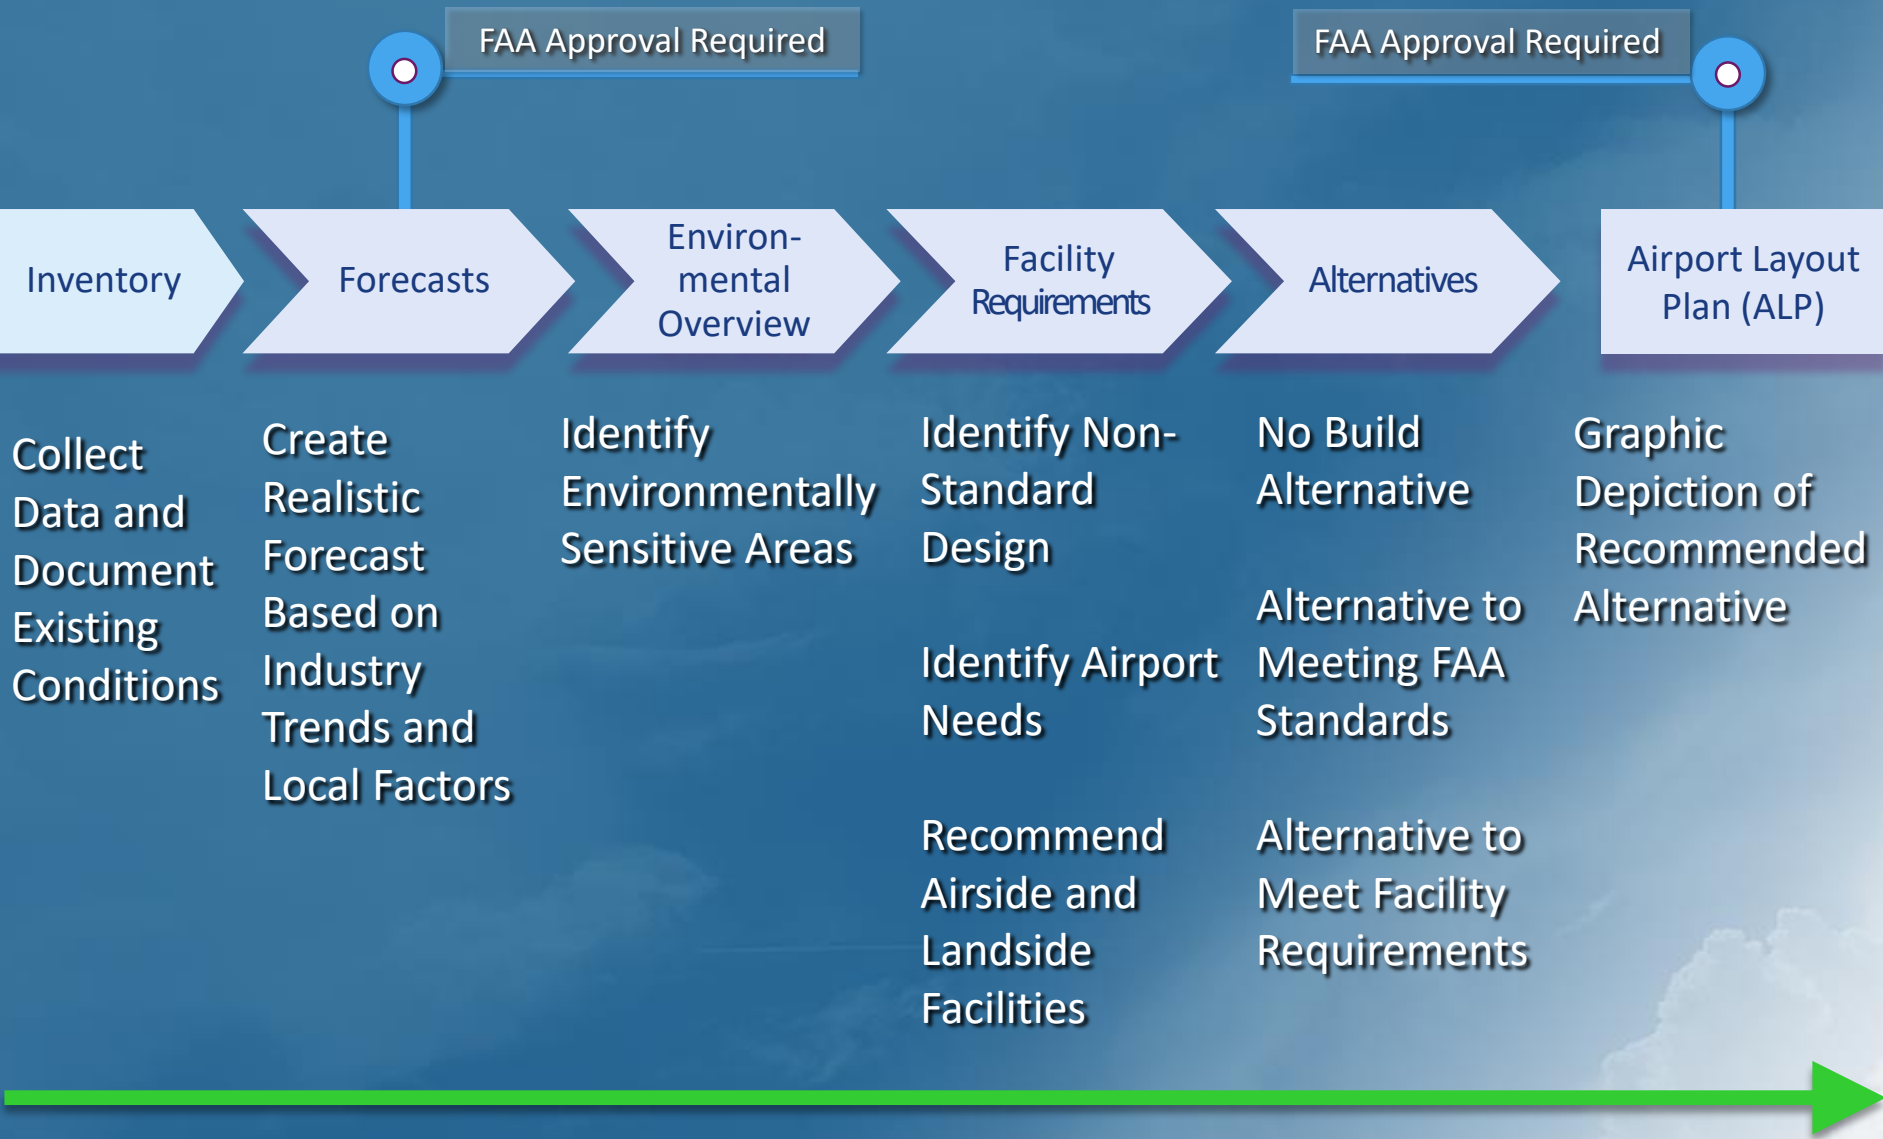 FAA Approval Required
FAA Approval Required
Inventory
Forecasts
Environ-
mental
Overview
Facility
Requirements
Alternatives
Airport Layout
Plan (ALP)
Collect
Data and
Document
Existing
Conditions
Create
Realistic
Forecast
Based on
Industry
Trends and
Local Factors
Identify
Environmentally
Sensitive Areas
Identify Non-
Standard
Design
Identify Airport
Needs
Recommend
Airside and
Landside
Facilities
No Build
Alternative
Alternative to
Meeting FAA
Standards
Alternative to
Meet Facility
Requirements
Graphic
Depiction of
Recommended
Alternative